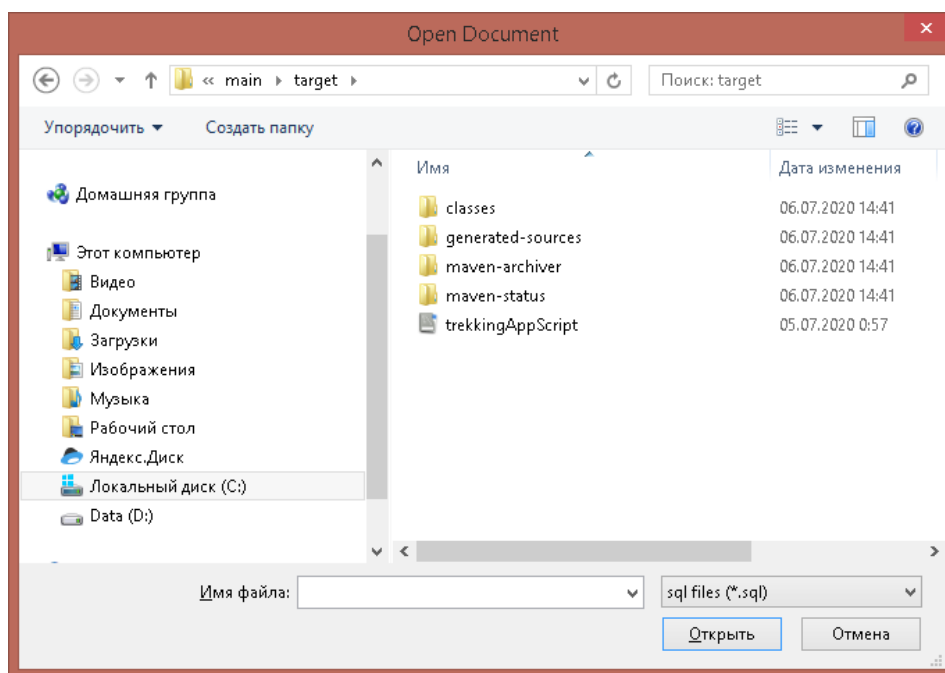 Open Document
« main target
Поиск: target
Упорядочить
Создать папку
Имя
Дата изменения
Домашняя группа
Этот компьютер
Видео
Документы
Загрузки
Изображения
Музыка
Рабочий стол
Яндекс.Диск
Локальный диск (C:)
Data (D:)
classes 06.07.2020 14:41
generated-sources 06.07.2020 14:41
maven-archiver 06.07.2020 14:41
maven-status 06.07.2020 14:41
trekkingAppScript 05.07.2020 0:57
Имя файла:
sql files (*.sql)
Открыть
Отмена